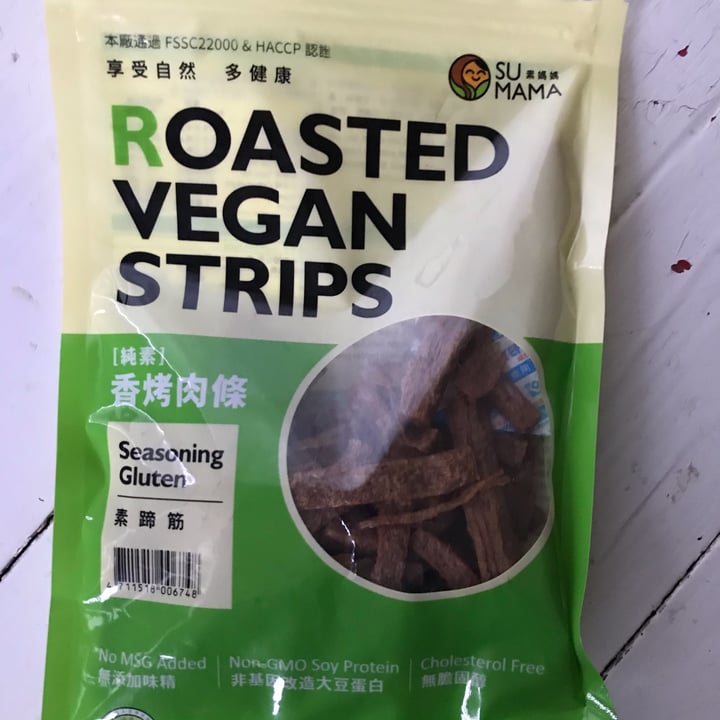 本廠通過 FSSC22000 & HACCP 認證
享受自然 多健康
SU 素媽媽
MAMA
ROASTED
VEGAN
STRIPS
[純素]
香烤肉條
Seasoning
Gluten
素蹄筋
4 711518 006748
No MSG Added
無添加味精
Non-GMO Soy Protein
非基因改造大豆蛋白
Cholesterol Free
無膽固醇